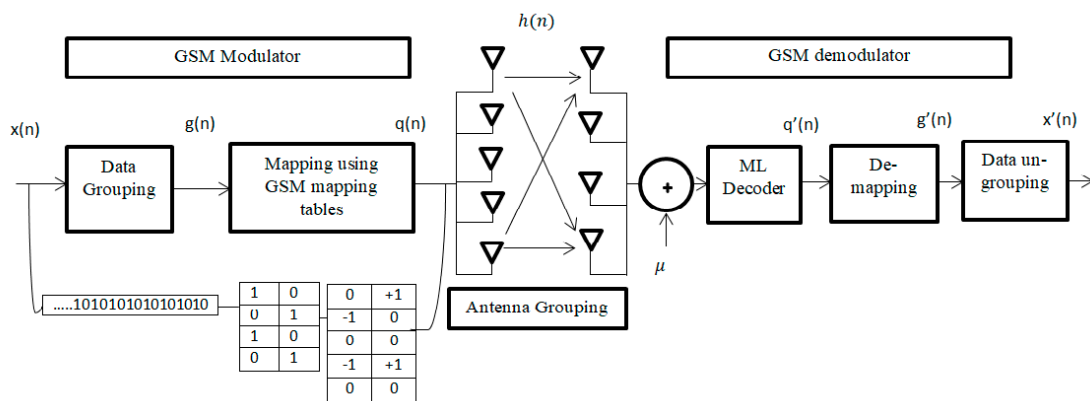 h(n)
GSM Modulator
GSM demodulator
x(n)
g(n)
q(n)
q’(n)
g’(n)
x’(n)
Data
Grouping
Mapping using
GSM mapping
tables
+
ML
Decoder
De-
mapping
Data un-
grouping
μ
.....1010101010101010
1 0
0 1
1 0
0 1
0 +1
-1 0
0 0
-1 +1
0 0
Antenna Grouping